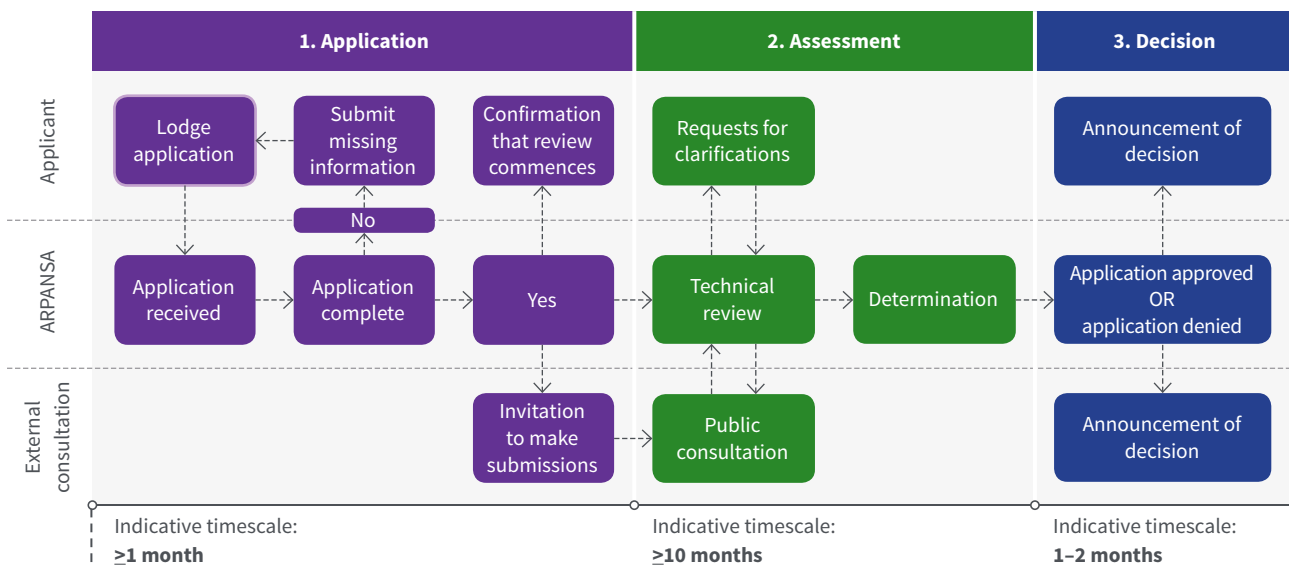 1. Application
2. Assessment
3. Decision
Applicant
Lodge
application
Submit
missing
information
Confirmation
that review
commences
Requests for
clarifications
Announcement of
decision
No
ARPANSA
Application
received
Application
complete
Yes
Technical
review
Determination
Application approved
OR
application denied
External
consultation
Invitation
to make
submissions
Public
consultation
Announcement of
decision
Indicative timescale:
≥1 month
Indicative timescale:
≥10 months
Indicative timescale:
1–2 months